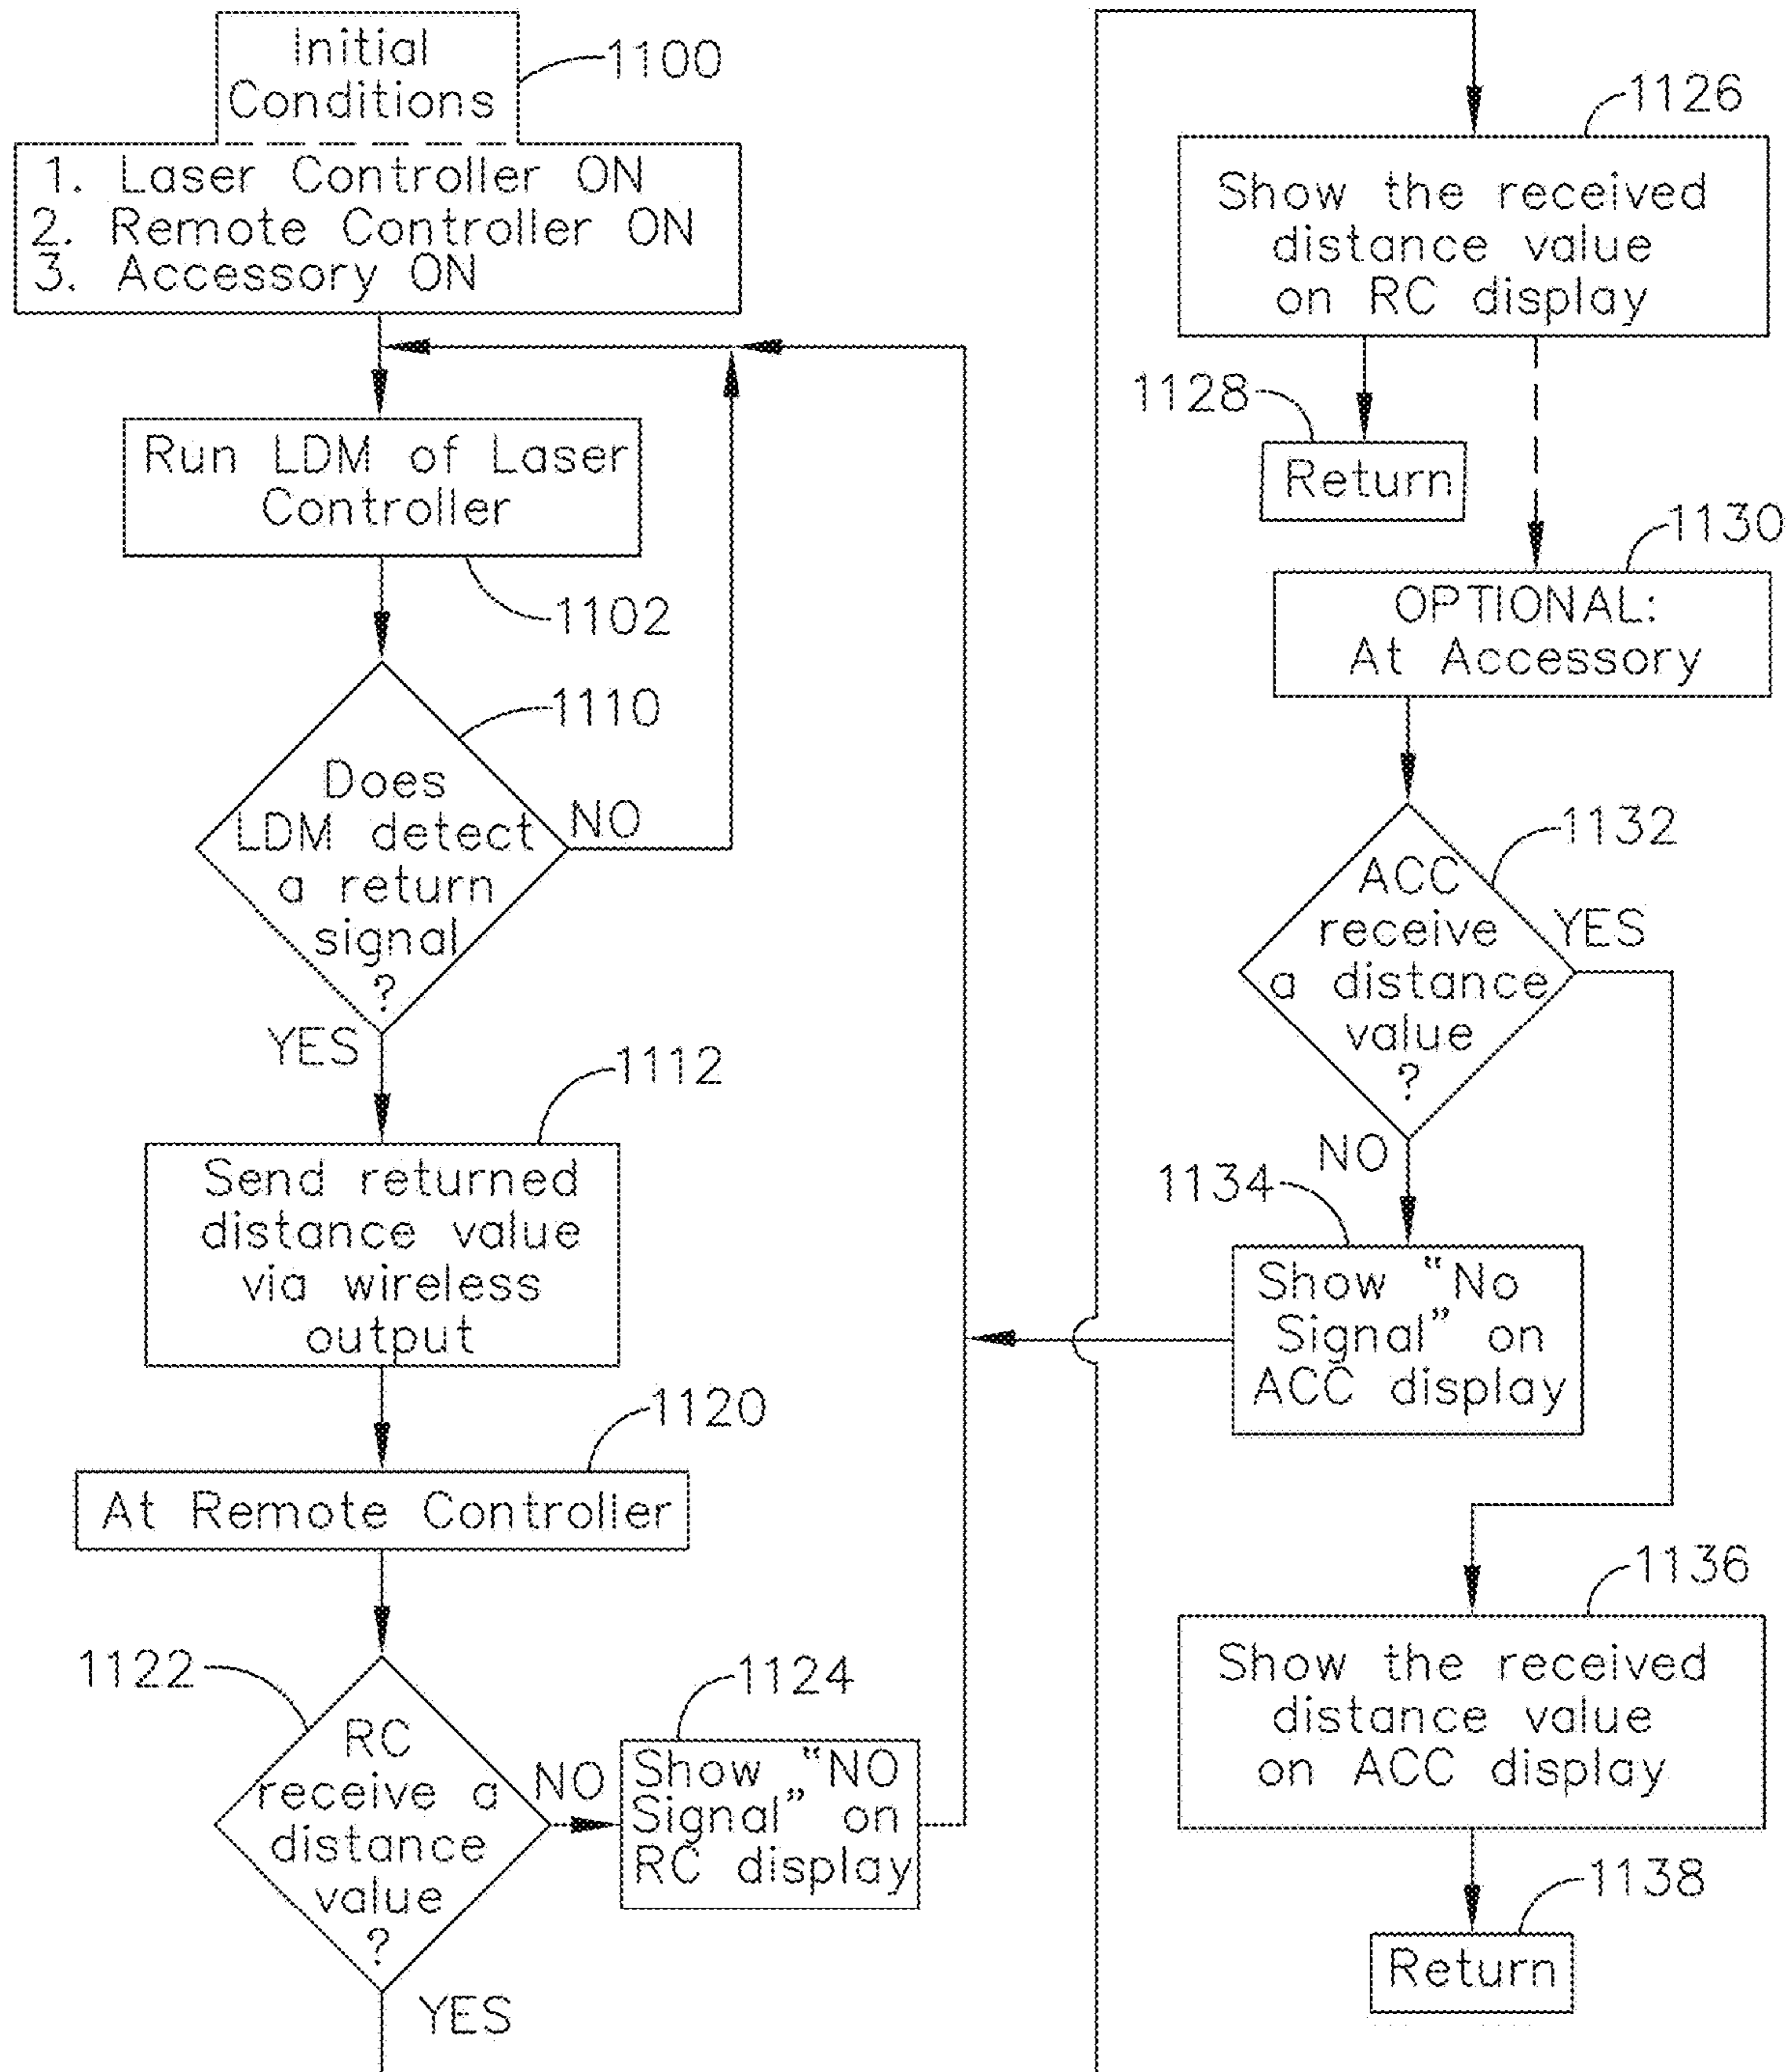 Initial
Conditions
1100
1. Laser Controller ON
2. Remote Controller ON
3. Accessory ON
Run LDM of Laser
Controller
1102
1110
Does
LDM detect
a return
signal
?
NO
YES
1112
Send returned
distance value
via wireless
output
1120
At Remote Controller
1122
RC
receive a
distance
value
?
NO
1124
Show "NO
Signal" on
RC display
YES
1126
Show the received
distance value
on RC display
1128
Return
1130
OPTIONAL:
At Accessory
1132
ACC
receive
a distance
value
?
YES
NO
1134
Show "No
Signal" on
ACC display
1136
Show the received
distance value
on ACC display
1138
Return